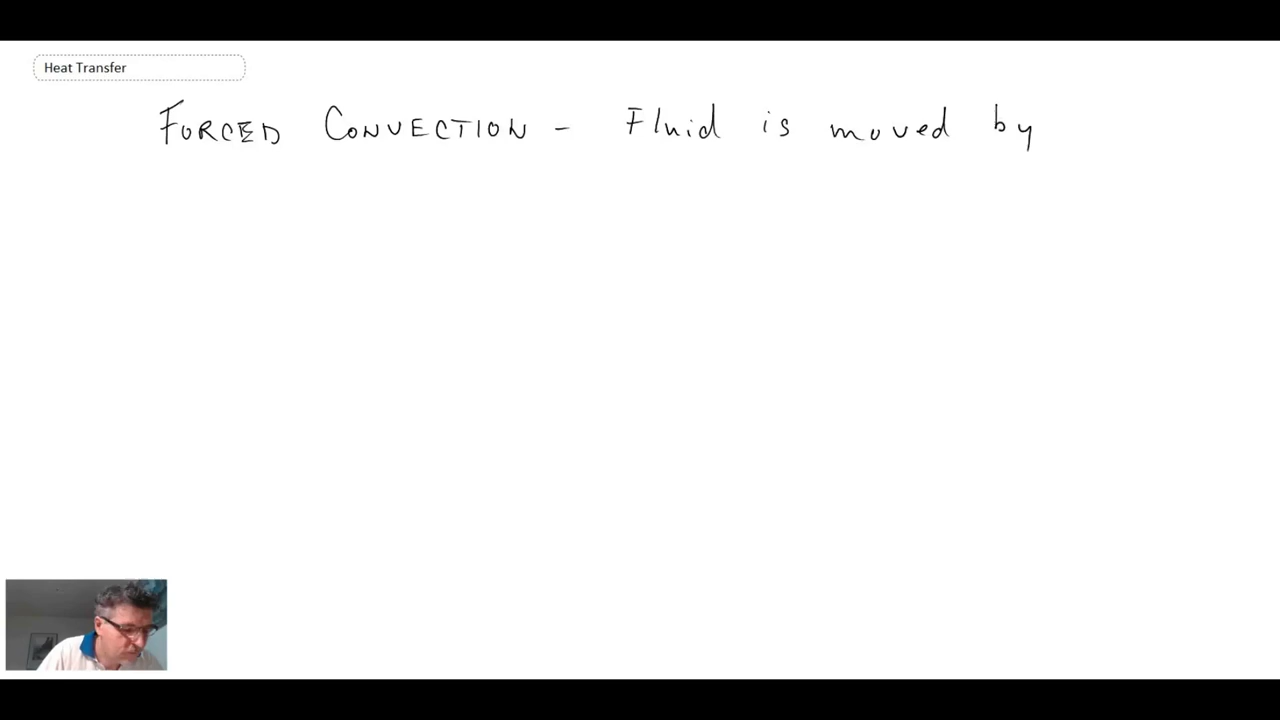 Heat Transfer
FORCED CONVECTION - Fluid is moved by